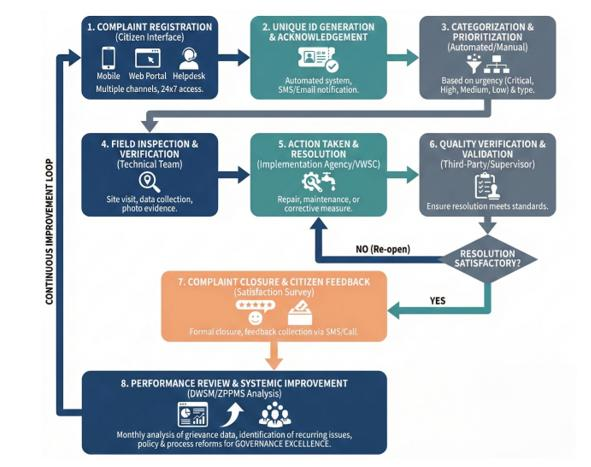 1. COMPLAINT REGISTRATION
(Citizen Interface)
Mobile Web Portal Helpdesk
Multiple channels, 24x7 access.
2. UNIQUE ID GENERATION
& ACKNOWLEDGEMENT
Automated system,
SMS/Email notification.
3. CATEGORIZATION &
PRIORITIZATION
(Automated/Manual)
Based on urgency (Critical,
High, Medium, Low) & type.
4. FIELD INSPECTION &
VERIFICATION
(Technical Team)
Site visit, data collection,
photo evidence.
5. ACTION TAKEN &
RESOLUTION
(Implementation Agency/VWSC)
Repair, maintenance, or
corrective measure.
6. QUALITY VERIFICATION &
VALIDATION
(Third-Party/Supervisor)
Ensure resolution meets standards.
RESOLUTION
SATISFACTORY?
NO (Re-open)
YES
7. COMPLAINT CLOSURE & CITIZEN FEEDBACK
(Satisfaction Survey)
Formal closure, feedback collection via SMS/Call.
8. PERFORMANCE REVIEW & SYSTEMIC IMPROVEMENT
(DWSM/ZPPMS Analysis)
Monthly analysis of grievance data, identification of recurring issues,
policy & process reforms for GOVERNANCE EXCELLENCE.
CONTINUOUS IMPROVEMENT LOOP